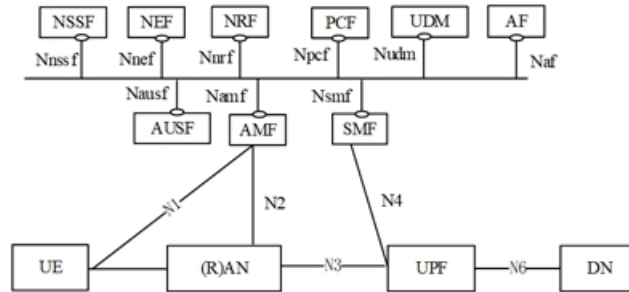 NSSF NEF NRF PCF UDM AF
Nnssf Nnef Nnrf Npcf Nudm Naf
Nausf Namf Nsmf
AUSF AMF SMF
N1 N2 N4
UE (R)AN N3 UPF N6 DN